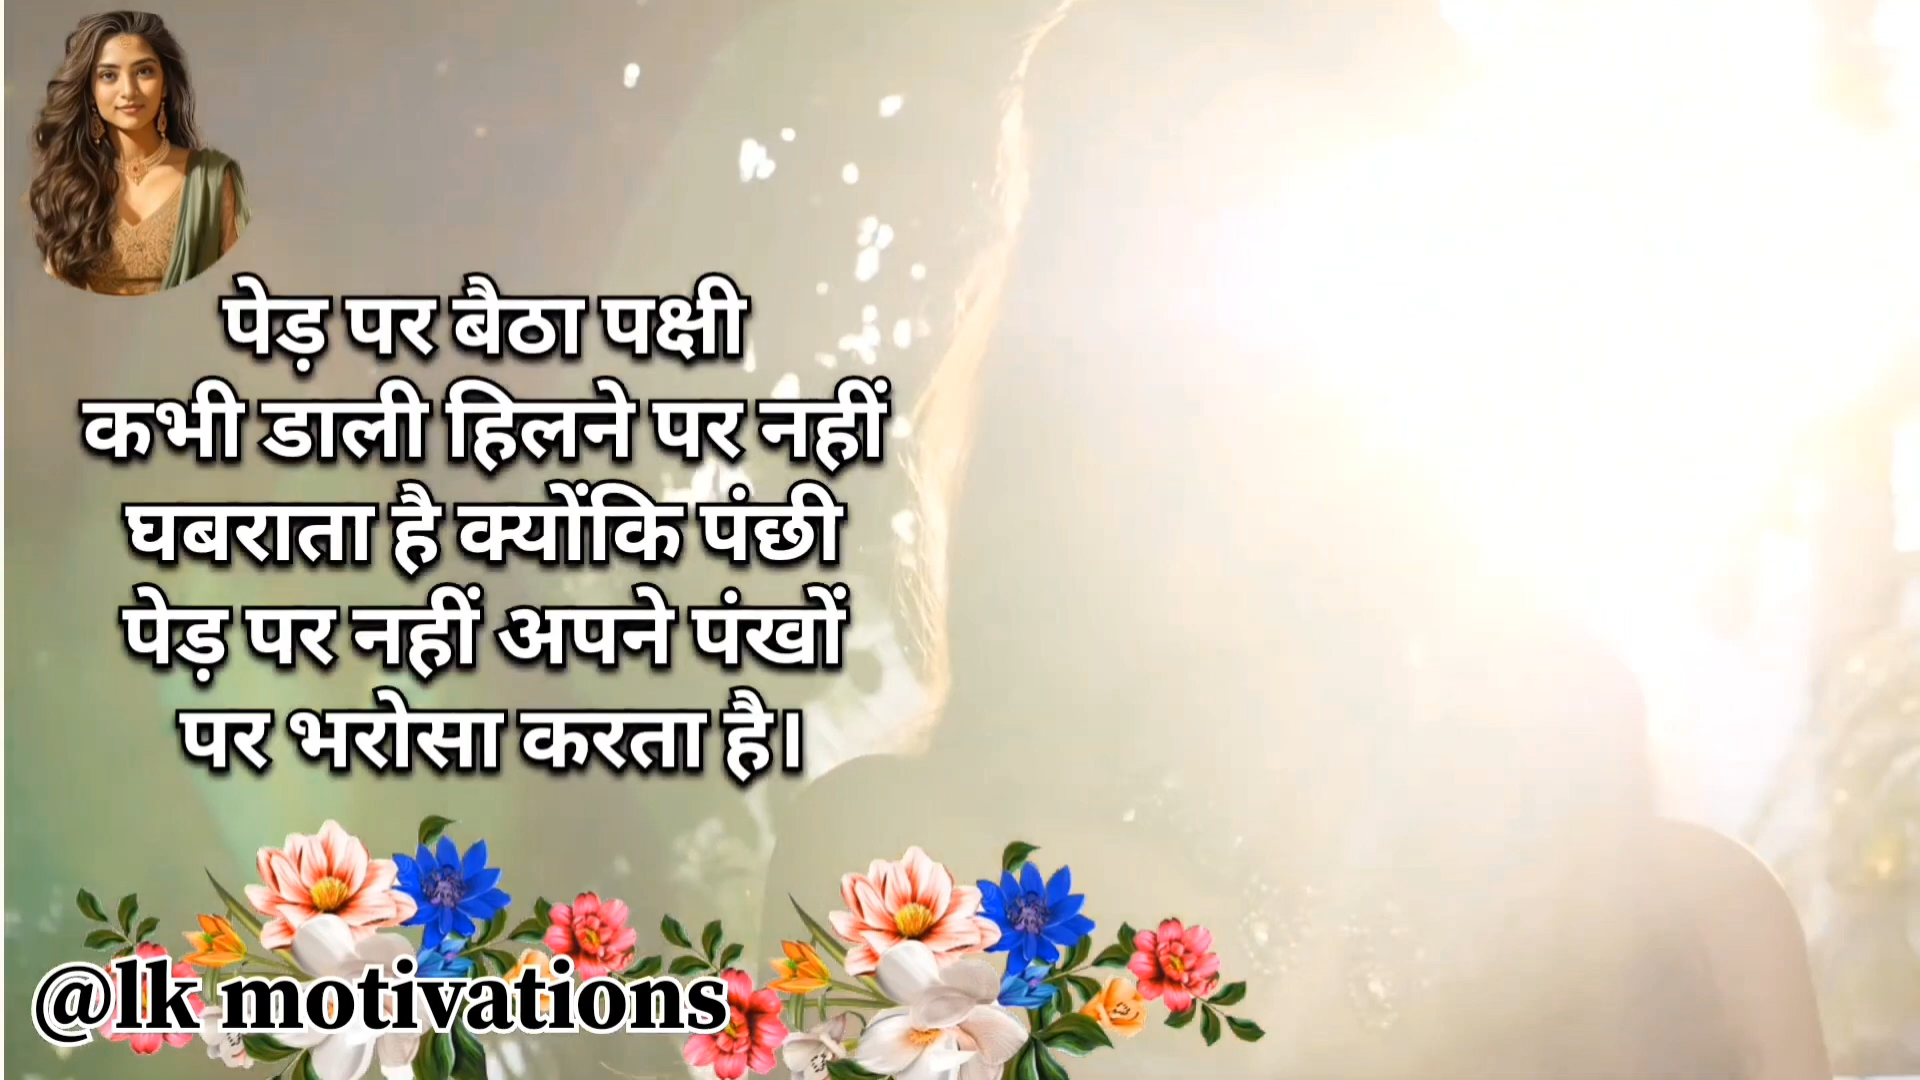 पेड़ पर बैठा पक्षी
कभी डाली हिलने पर नहीं
घबराता है क्योंकि पंछी
पेड़ पर नहीं अपने पंखों
पर भरोसा करता है।
@lk motivations